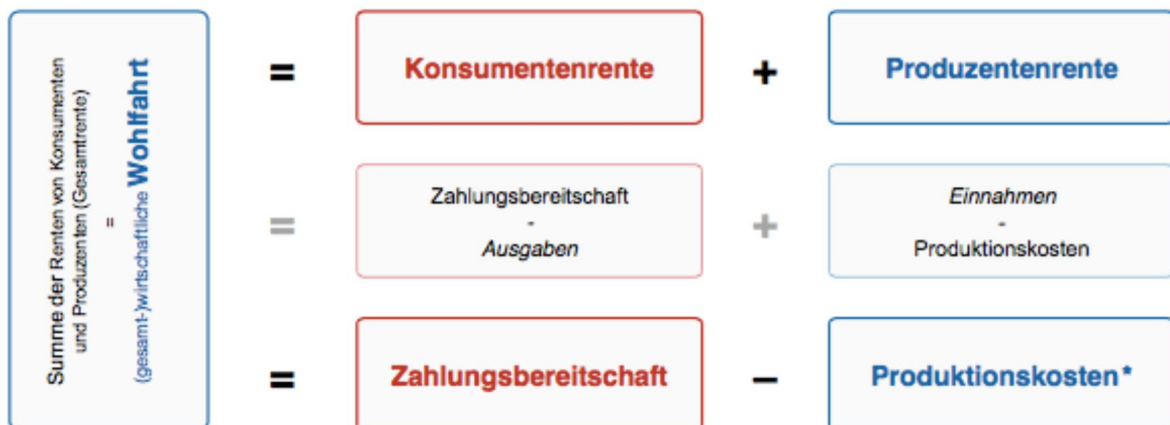 Summe der Renten von Konsumenten
und Produzenten (Gesamtrente)
=
(gesamt-)wirtschaftliche Wohlfahrt
= Konsumentenrente + Produzentenrente
Zahlungsbereitschaft
-
Ausgaben
=
+
Einnahmen
-
Produktionskosten
= Zahlungsbereitschaft – Produktionskosten*